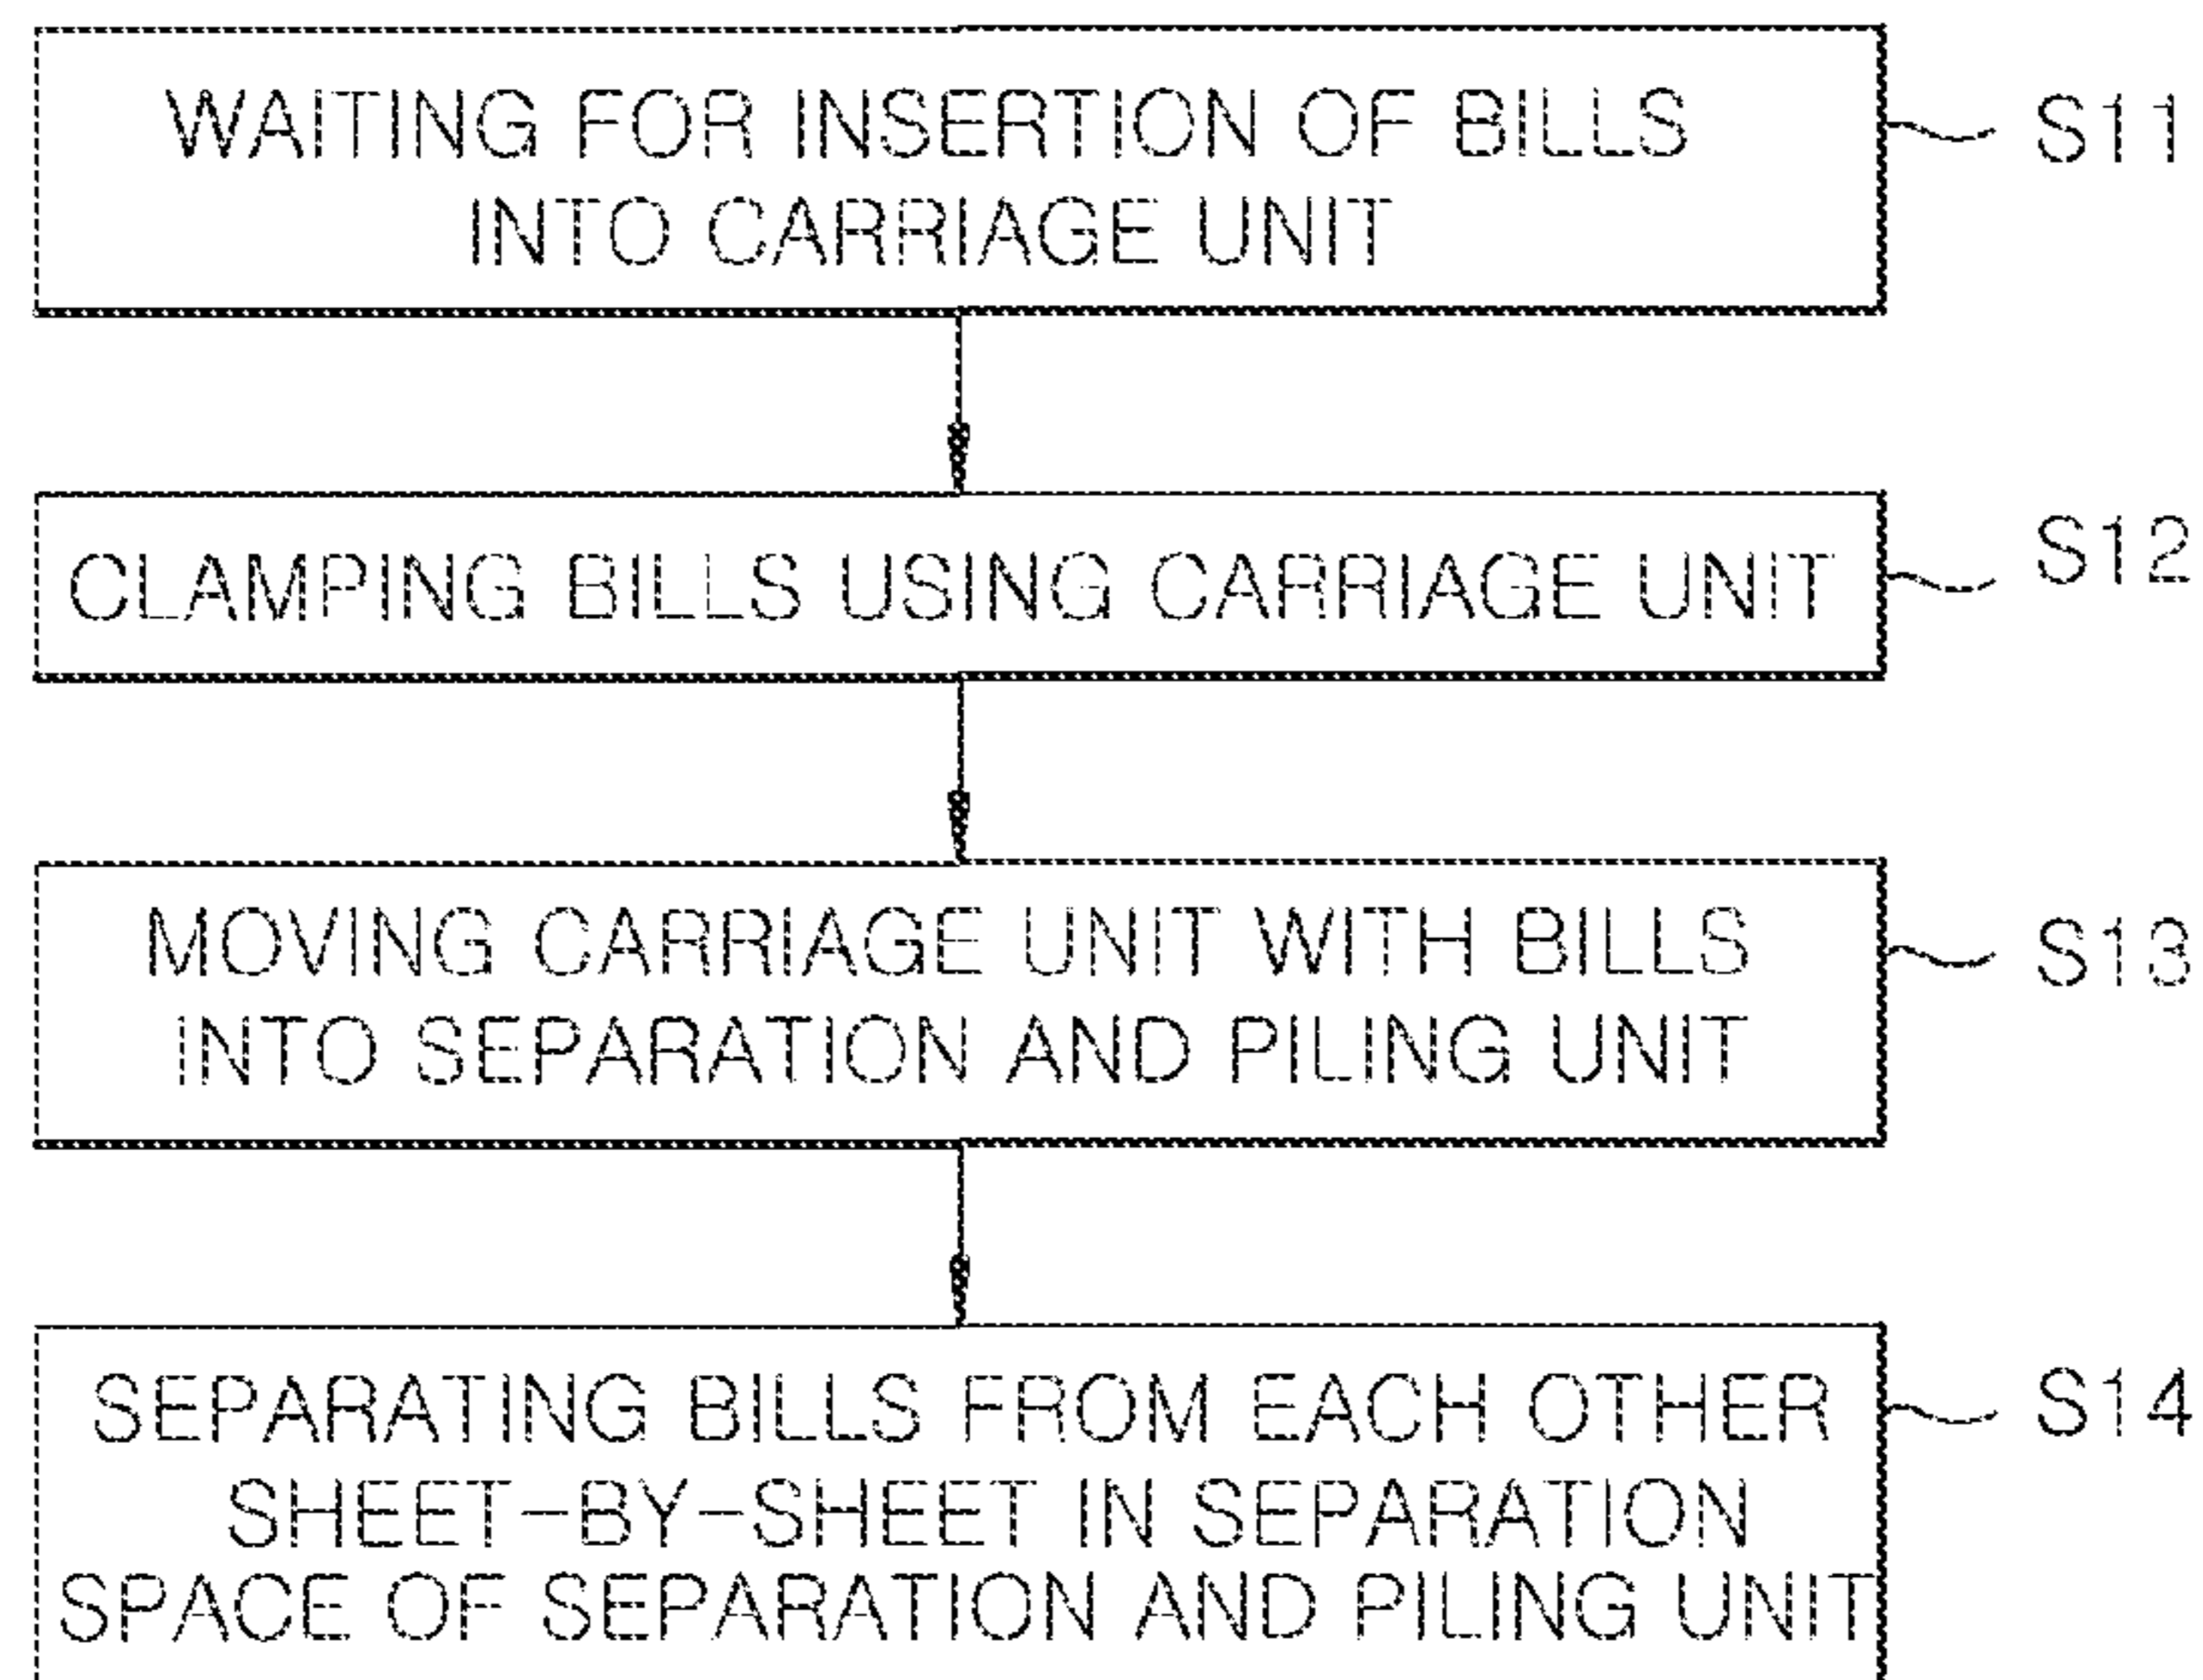 WAITING FOR INSERTION OF BILLS
INTO CARRIAGE UNIT
S11
CLAMPING BILLS USING CARRIAGE UNIT
S12
MOVING CARRIAGE UNIT WITH BILLS
INTO SEPARATION AND PILING UNIT
S13
SEPARATING BILLS FROM EACH OTHER
SHEET-BY-SHEET IN SEPARATION
SPACE OF SEPARATION AND PILING UNIT
S14